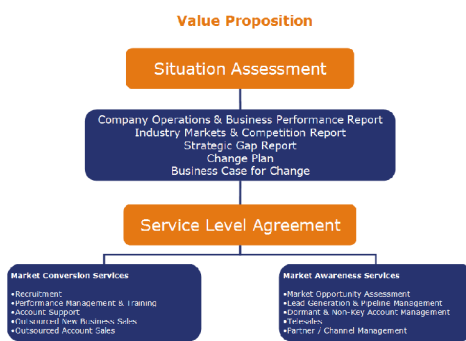 Value Proposition
Situation Assessment
Company Operations & Business Performance Report
Industry Markets & Competition Report
Strategic Gap Report
Change Plan
Business Case for Change
Service Level Agreement
Market Conversion Services
•Recruitment
•Performance Management & Training
•Account Support
•Outsourced New Business Sales
•Outsourced Account Sales
Market Awareness Services
•Market Opportunity Assessment
•Lead Generation & Pipeline Management
•Dormant & Non-Key Account Management
•Telesales
•Partner / Channel Management